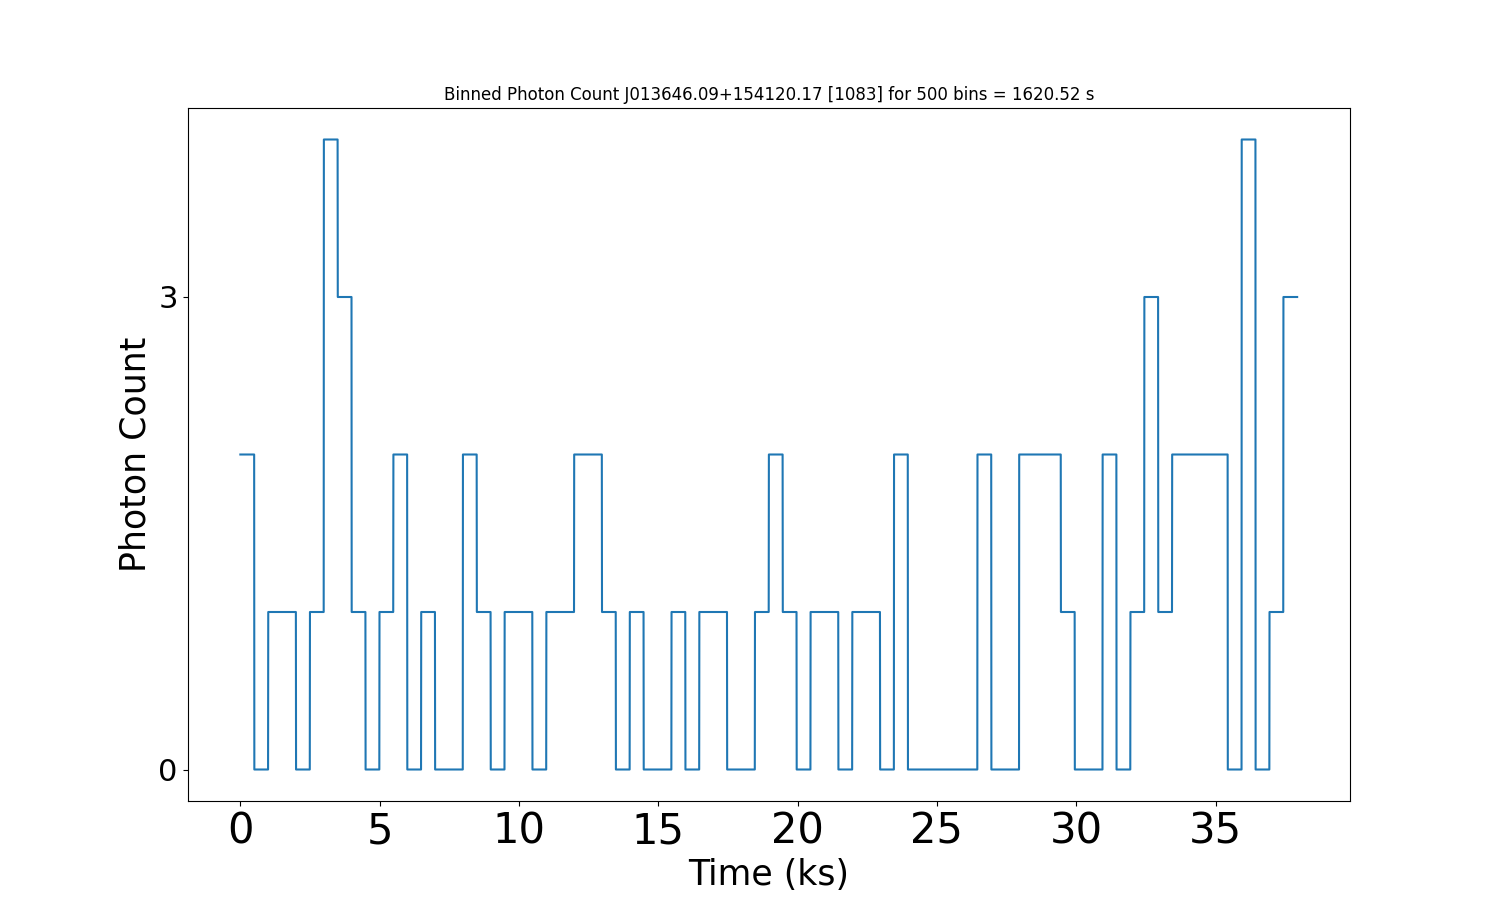 Binned Photon Count J013646.09+154120.17 [1083] for 500 bins = 1620.52 s
Photon Count
3
0
0 5 10 15 20 25 30 35
Time (ks)